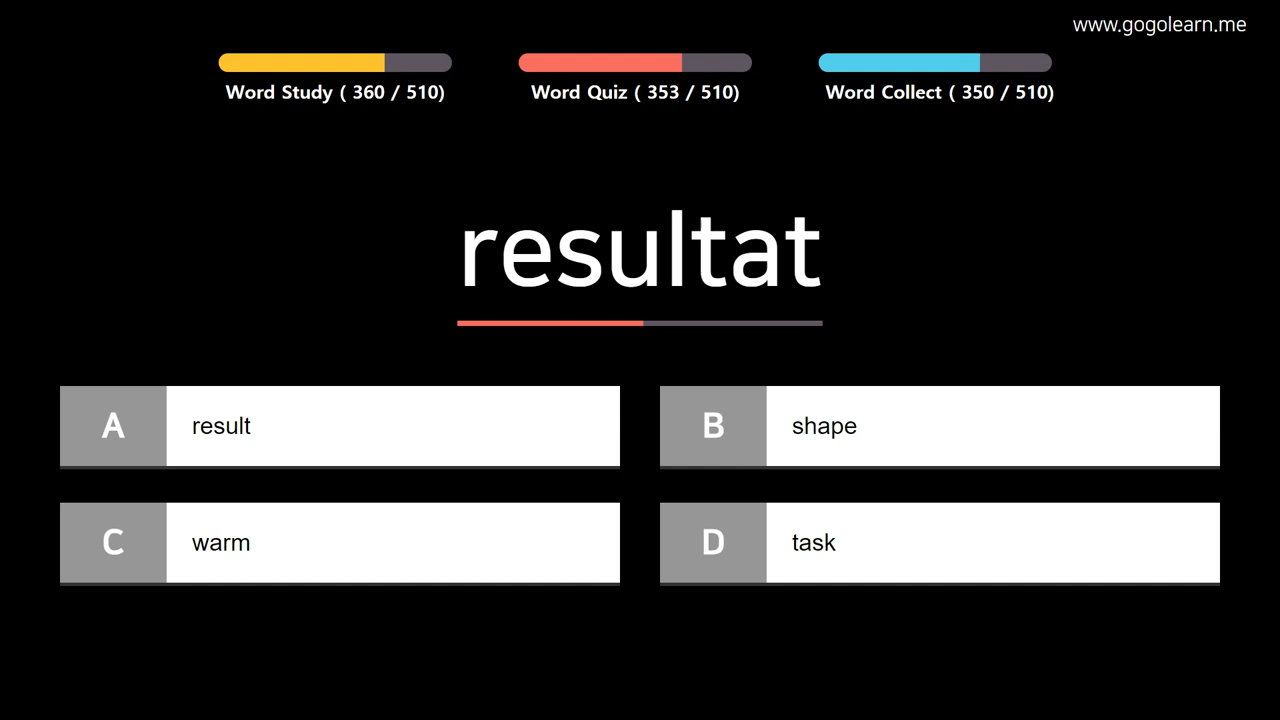 www.gogolearn.me
Word Study ( 360 / 510)
Word Quiz ( 353 / 510)
Word Collect ( 350 / 510)
resultat
A result
B shape
C warm
D task